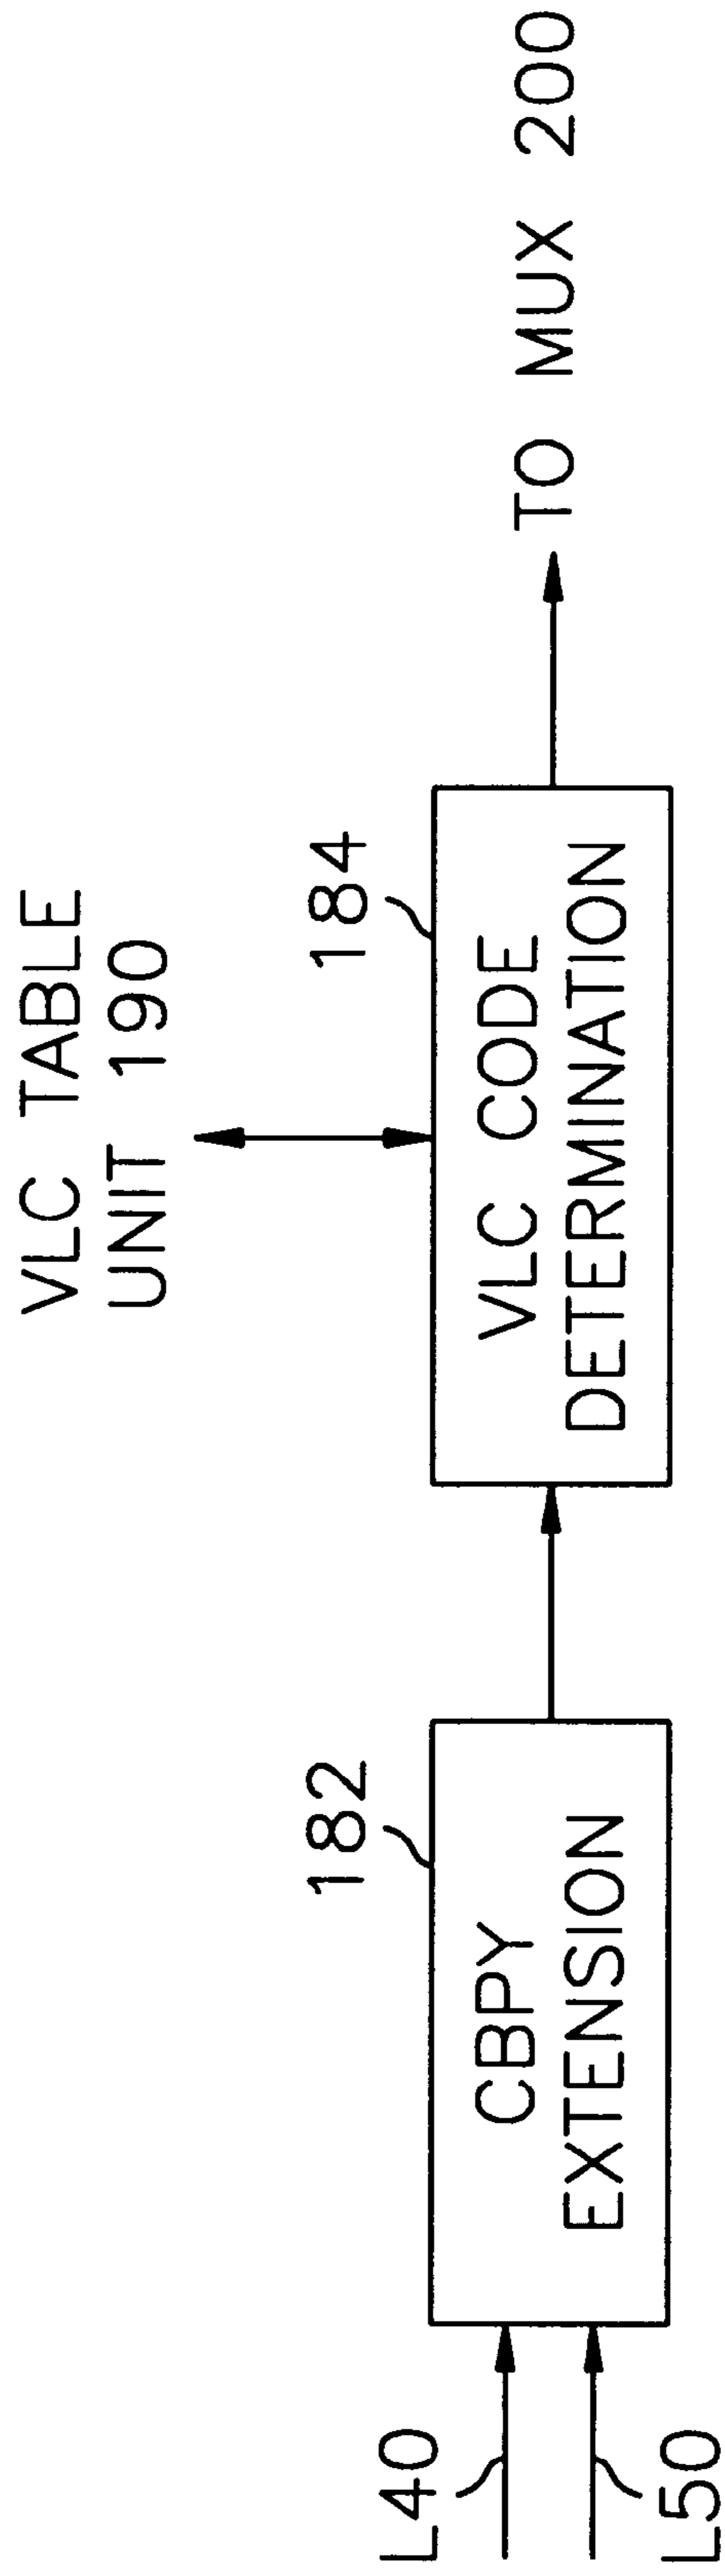 VLC TABLE
UNIT 190
182
184
L40
CBPY
EXTENSION
VLC CODE
DETERMINATION
TO MUX 200
L50